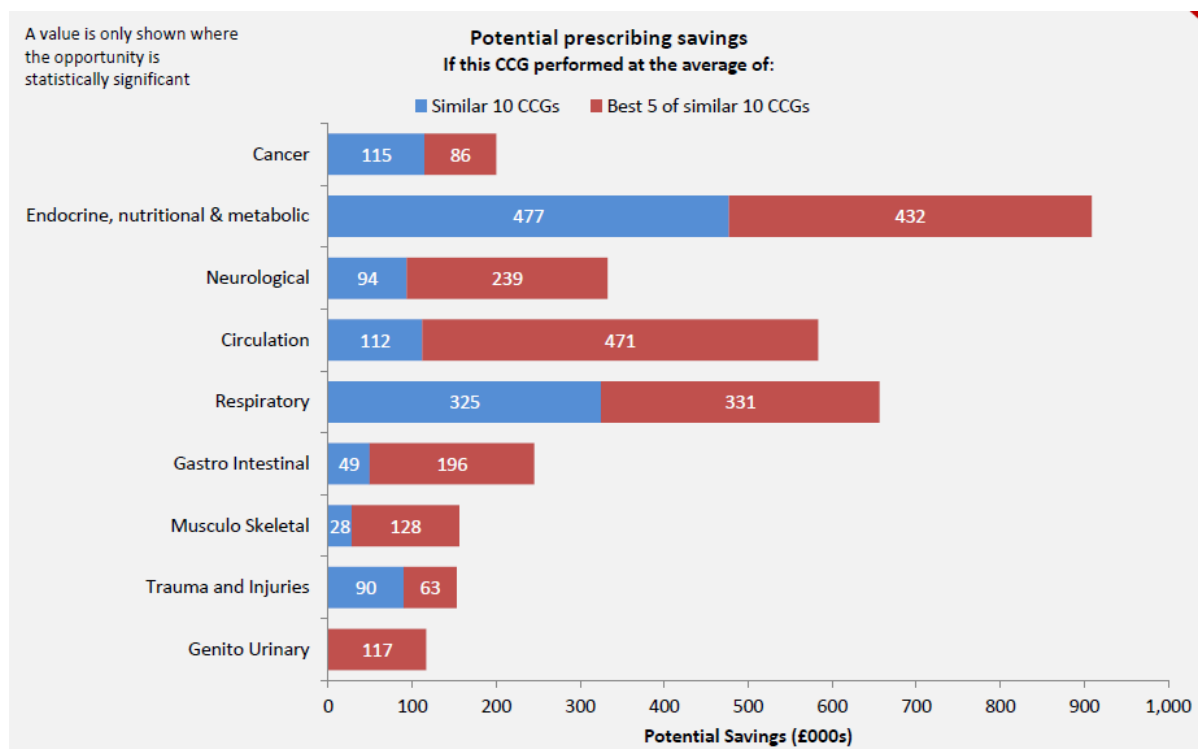 A value is only shown where
the opportunity is
statistically significant
Potential prescribing savings
If this CCG performed at the average of:
Similar 10 CCGs Best 5 of similar 10 CCGs
Cancer 115 86
Endocrine, nutritional & metabolic 477 432
Neurological 94 239
Circulation 112 471
Respiratory 325 331
Gastro Intestinal 49 196
Musculo Skeletal 28 128
Trauma and Injuries 90 63
Genito Urinary 117
0 100 200 300 400 500 600 700 800 900 1,000
Potential Savings (£000s)